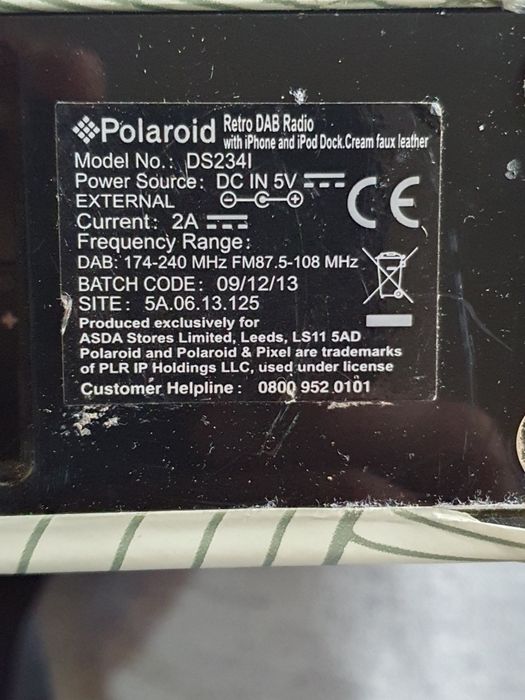 Polaroid Retro DAB Radio
with iPhone and iPod Dock.Cream faux leather
Model No.: DS234I
Power Source: DC IN 5V
EXTERNAL
Current: 2A
Frequency Range:
DAB: 174-240 MHz FM87.5-108 MHz
BATCH CODE: 09/12/13
SITE: 5A.06.13.125
Produced exclusively for
ASDA Stores Limited, Leeds, LS11 5AD
Polaroid and Polaroid & Pixel are trademarks
of PLR IP Holdings LLC, used under license
Customer Helpline: 0800 952 0101
CE